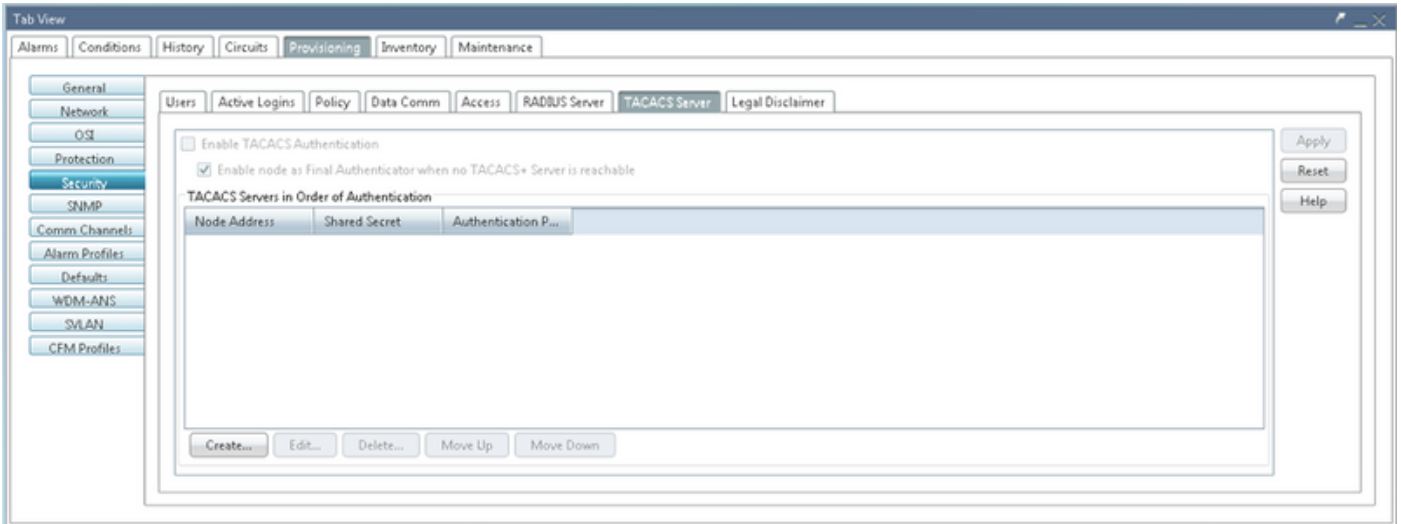 Tab View
Alarms Conditions History Circuits Provisioning Inventory Maintenance
General
Network
OSI
Protection
Security
SNMP
Comm Channels
Alarm Profiles
Defaults
WDM-ANS
SVLAN
CFM Profiles
Users Active Logins Policy Data Comm Access RADIUS Server TACACS Server Legal Disclaimer
Enable TACACS Authentication
Enable node as Final Authenticator when no TACACS+ Server is reachable
TACACS Servers in Order of Authentication
Node Address Shared Secret Authentication P...
Create... Edit... Delete... Move Up Move Down
Apply
Reset
Help